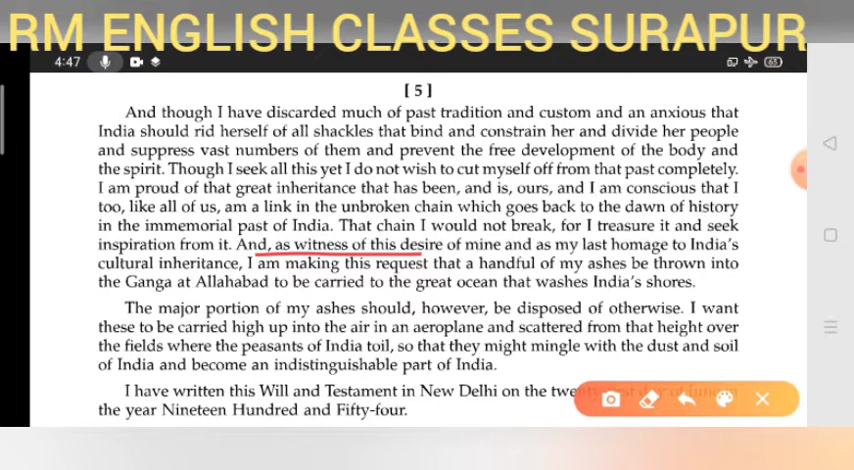 RM ENGLISH CLASSES SURAPUR
4:47
63
[ 5 ]
And though I have discarded much of past tradition and custom and an anxious that
India should rid herself of all shackles that bind and constrain her and divide her people
and suppress vast numbers of them and prevent the free development of the body and
the spirit. Though I seek all this yet I do not wish to cut myself off from that past completely.
I am proud of that great inheritance that has been, and is, ours, and I am conscious that I
too, like all of us, am a link in the unbroken chain which goes back to the dawn of history
in the immemorial past of India. That chain I would not break, for I treasure it and seek
inspiration from it. And, as witness of this desire of mine and as my last homage to India's
cultural inheritance, I am making this request that a handful of my ashes be thrown into
the Ganga at Allahabad to be carried to the great ocean that washes India's shores.
The major portion of my ashes should, however, be disposed of otherwise. I want
these to be carried high up into the air in an aeroplane and scattered from that height over
the fields where the peasants of India toil, so that they might mingle with the dust and soil
of India and become an indistinguishable part of India.
I have written this Will and Testament in New Delhi on the twenty-first day of June in
the year Nineteen Hundred and Fifty-four.